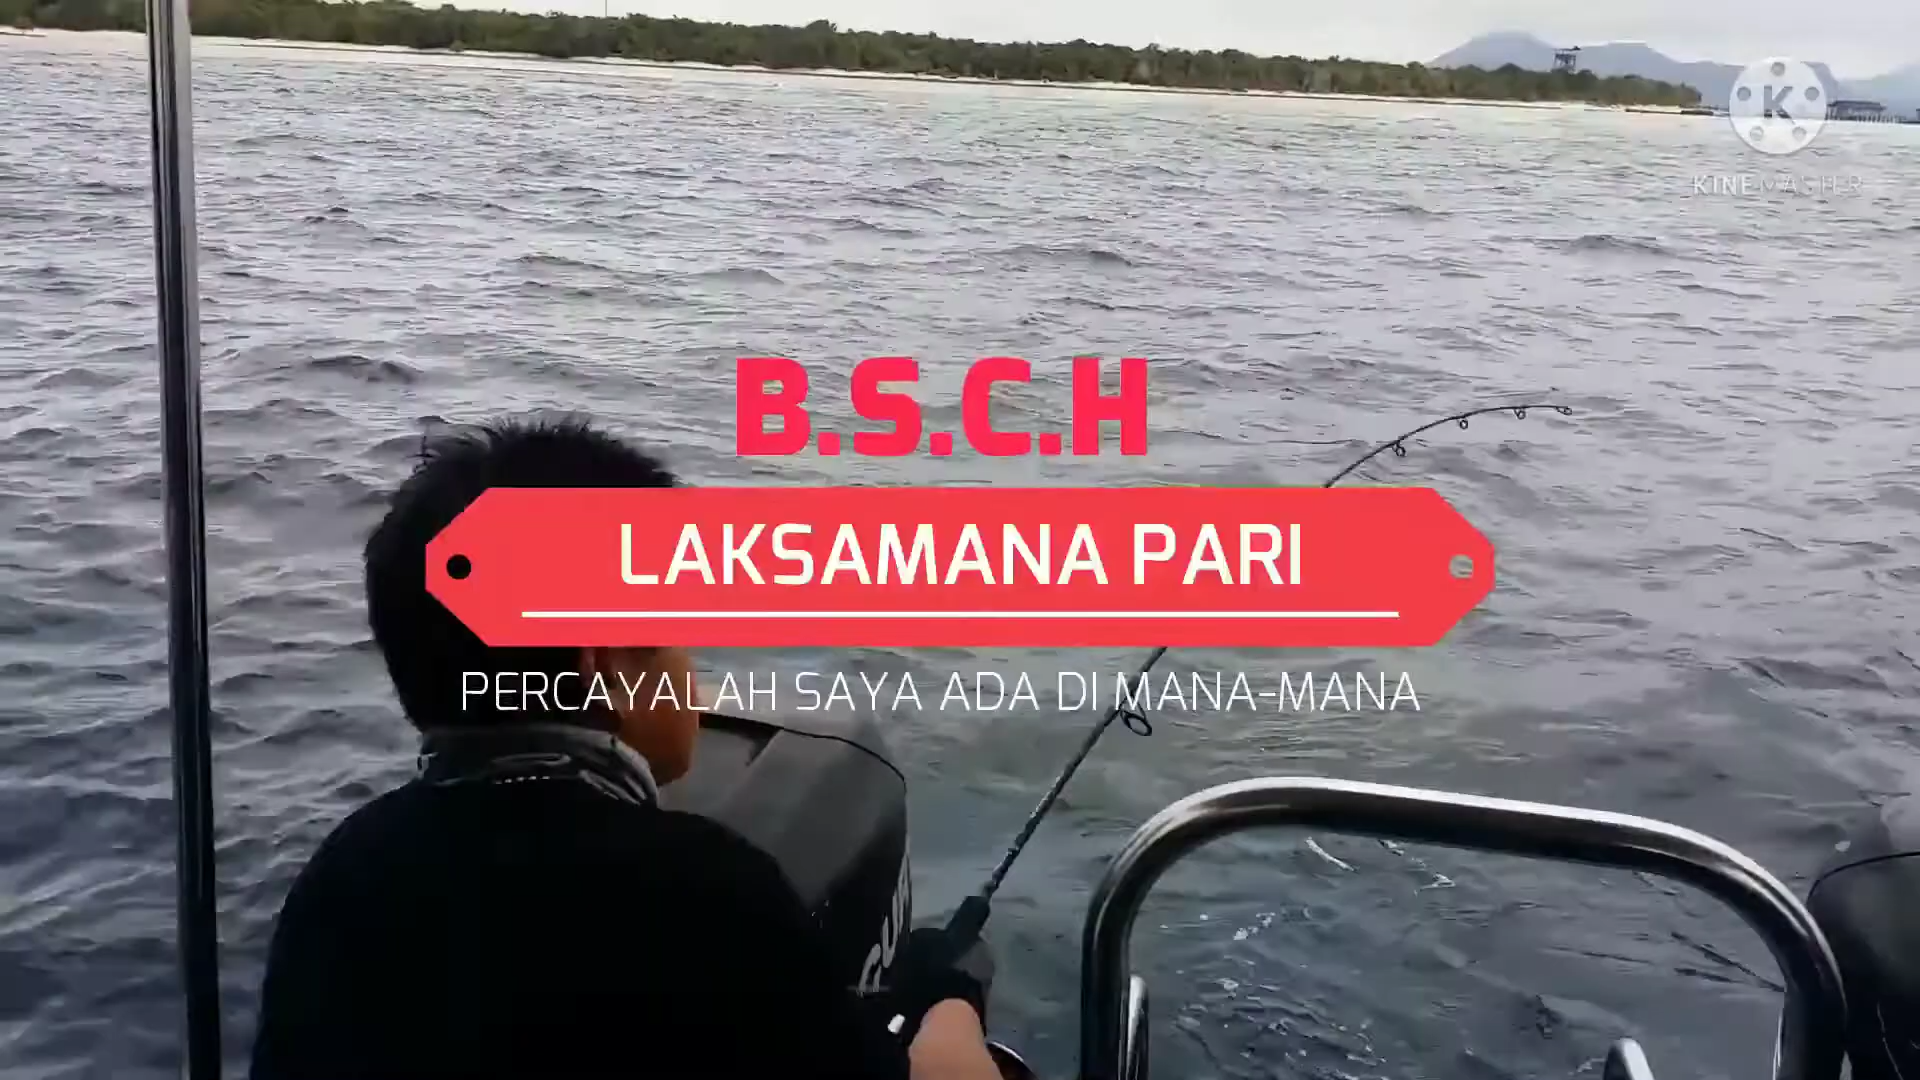 K
KINEMASTER
B.S.C.H
LAKSAMANA PARI
PERCAYALAH SAYA ADA DI MANA-MANA